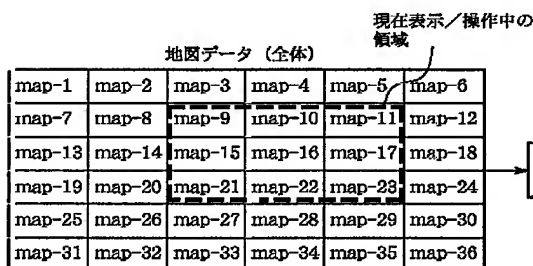 現在表示／操作中の
領域
地図データ（全体）
map-1 map-2 map-3 map-4 map-5 map-6
map-7 map-8 map-9 map-10 map-11 map-12
map-13 map-14 map-15 map-16 map-17 map-18
map-19 map-20 map-21 map-22 map-23 map-24
map-25 map-26 map-27 map-28 map-29 map-30
map-31 map-32 map-33 map-34 map-35 map-36